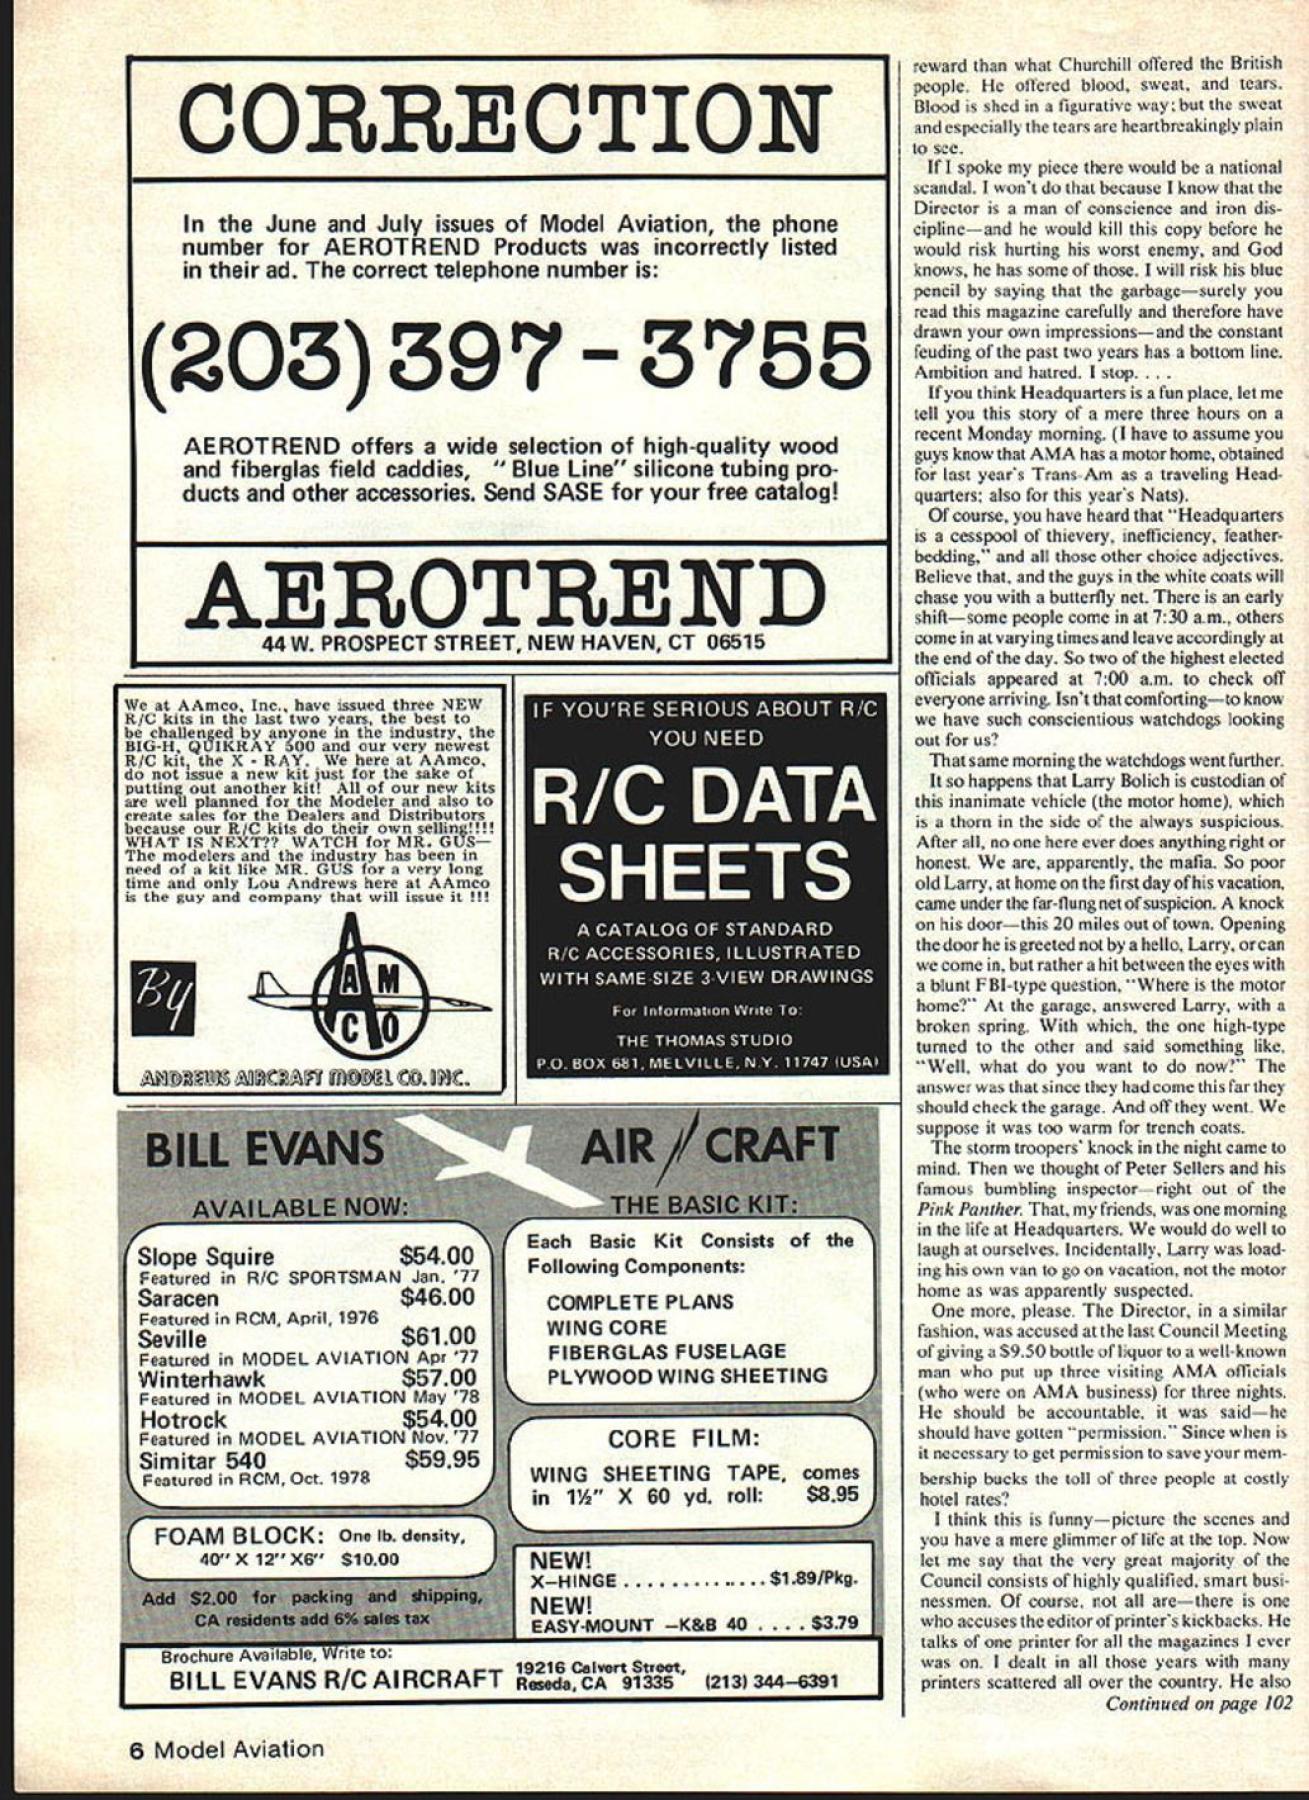 CORRECTION
In the June and July issues of Model Aviation, the phone
number for AEROTREND Products was incorrectly listed
in their ad. The correct telephone number is:
(203) 397 - 3755
AEROTREND offers a wide selection of high-quality wood
and fiberglas field caddies, “Blue Line” silicone tubing pro-
ducts and other accessories. Send SASE for your free catalog!
AEROTREND
44 W. PROSPECT STREET, NEW HAVEN, CT 06515
We at AAmco, Inc., have issued three NEW
R/C kits in the last two years, the best to
be challenged by anyone in the industry, the
BIG-H, QUIKRAY 500 and our very newest
R/C kit, the X - RAY. We here at AAmco,
do not issue a new kit just for the sake of
putting out another kit! All of our new kits
are well planned for the Modeler and also to
create sales for the Dealers and Distributors
because our R/C kits do their own selling!!!!
WHAT IS NEXT?? WATCH for MR. GUS—
The modelers and the industry has been in
need of a kit like MR. GUS for a very long
time and only Lou Andrews here at AAmco
is the guy and company that will issue it !!!
By
A
A M
C O
ANDREWS AIRCRAFT MODEL CO. INC.
IF YOU'RE SERIOUS ABOUT R/C
YOU NEED
R/C DATA
SHEETS
A CATALOG OF STANDARD
R/C ACCESSORIES, ILLUSTRATED
WITH SAME-SIZE 3-VIEW DRAWINGS
For Information Write To:
THE THOMAS STUDIO
P.O. BOX 681, MELVILLE, N.Y. 11747 (USA)
BILL EVANS AIR / CRAFT
AVAILABLE NOW:
Slope Squire $54.00
Featured in R/C SPORTSMAN Jan. '77
Saracen $46.00
Featured in RCM, April, 1976
Seville $61.00
Featured in MODEL AVIATION Apr '77
Winterhawk $57.00
Featured in MODEL AVIATION May '78
Hotrock $54.00
Featured in MODEL AVIATION Nov. '77
Simitar 540 $59.95
Featured in RCM, Oct. 1978
FOAM BLOCK: One lb. density,
40" X 12" X6" $10.00
Add $2.00 for packing and shipping,
CA residents add 6% sales tax
THE BASIC KIT:
Each Basic Kit Consists of the
Following Components:
COMPLETE PLANS
WING CORE
FIBERGLAS FUSELAGE
PLYWOOD WING SHEETING
CORE FILM:
WING SHEETING TAPE, comes
in 1½" X 60 yd. roll: $8.95
NEW!
X–HINGE . . . . . . . . . . . . . . $1.89/Pkg.
NEW!
EASY-MOUNT –K&B 40 . . . . $3.79
Brochure Available, Write to:
BILL EVANS R/C AIRCRAFT
19216 Calvert Street,
Reseda, CA 91335
(213) 344–6391
reward than what Churchill offered the British
people. He offered blood, sweat, and tears.
Blood is shed in a figurative way; but the sweat
and especially the tears are heartbreakingly plain
to see.
If I spoke my piece there would be a national
scandal. I won't do that because I know that the
Director is a man of conscience and iron dis-
cipline—and he would kill this copy before he
would risk hurting his worst enemy, and God
knows, he has some of those. I will risk his blue
pencil by saying that the garbage—surely you
read this magazine carefully and therefore have
drawn your own impressions—and the constant
feuding of the past two years has a bottom line.
Ambition and hatred. I stop. . . .
If you think Headquarters is a fun place, let me
tell you this story of a mere three hours on a
recent Monday morning. (I have to assume you
guys know that AMA has a motor home, obtained
for last year's Trans-Am as a traveling Head-
quarters; also for this year's Nats).
Of course, you have heard that “Headquarters
is a cesspool of thievery, inefficiency, feather-
bedding,” and all those other choice adjectives.
Believe that, and the guys in the white coats will
chase you with a butterfly net. There is an early
shift—some people come in at 7:30 a.m., others
come in at varying times and leave accordingly at
the end of the day. So two of the highest elected
officials appeared at 7:00 a.m. to check off
everyone arriving. Isn't that comforting—to know
we have such conscientious watchdogs looking
out for us?
That same morning the watchdogs went further.
It so happens that Larry Bolich is custodian of
this inanimate vehicle (the motor home), which
is a thorn in the side of the always suspicious.
After all, no one here ever does anything right or
honest. We are, apparently, the mafia. So poor
old Larry, at home on the first day of his vacation,
came under the far-flung net of suspicion. A knock
on his door—this 20 miles out of town. Opening
the door he is greeted not by a hello, Larry, or can
we come in, but rather a hit between the eyes with
a blunt FBI-type question, “Where is the motor
home?” At the garage, answered Larry, with a
broken spring. With which, the one high-type
turned to the other and said something like,
“Well, what do you want to do now?” The
answer was that since they had come this far they
should check the garage. And off they went. We
suppose it was too warm for trench coats.
The storm troopers' knock in the night came to
mind. Then we thought of Peter Sellers and his
famous bumbling inspector—right out of the
Pink Panther. That, my friends, was one morning
in the life at Headquarters. We would do well to
laugh at ourselves. Incidentally, Larry was load-
ing his own van to go on vacation, not the motor
home as was apparently suspected.
One more, please. The Director, in a similar
fashion, was accused at the last Council Meeting
of giving a $9.50 bottle of liquor to a well-known
man who put up three visiting AMA officials
(who were on AMA business) for three nights.
He should be accountable, it was said—he
should have gotten “permission.” Since when is
it necessary to get permission to save your mem-
bership bucks the toll of three people at costly
hotel rates?
I think this is funny—picture the scenes and
you have a mere glimmer of life at the top. Now
let me say that the very great majority of the
Council consists of highly qualified, smart busi-
nessmen. Of course, not all are—there is one
who accuses the editor of printer's kickbacks. He
talks of one printer for all the magazines I ever
was on. I dealt in all those years with many
printers scattered all over the country. He also
Continued on page 102
6 Model Aviation